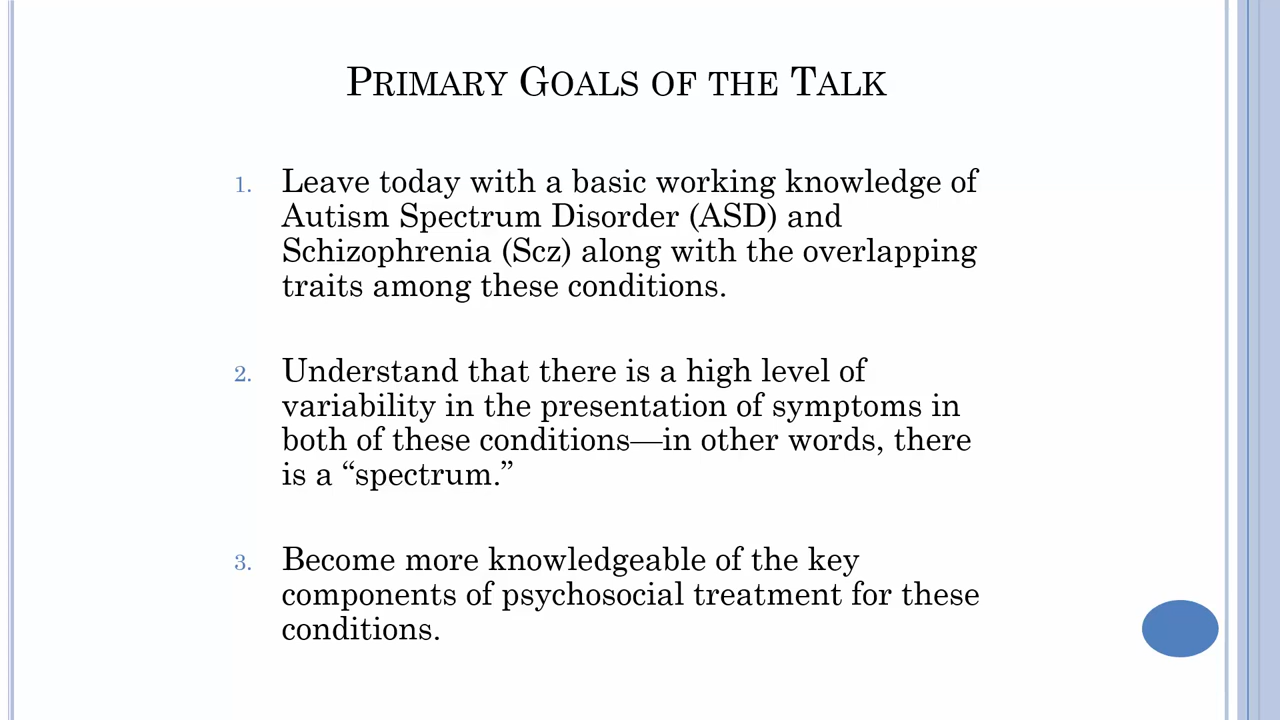 PRIMARY GOALS OF THE TALK
1. Leave today with a basic working knowledge of
Autism Spectrum Disorder (ASD) and
Schizophrenia (Scz) along with the overlapping
traits among these conditions.
2. Understand that there is a high level of
variability in the presentation of symptoms in
both of these conditions—in other words, there
is a “spectrum.”
3. Become more knowledgeable of the key
components of psychosocial treatment for these
conditions.